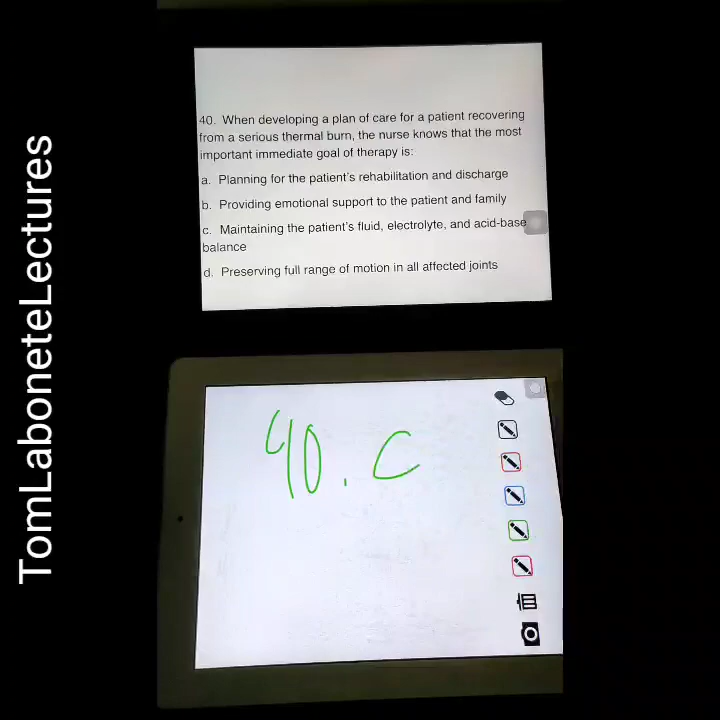 TomLaboneteLectures
40. When developing a plan of care for a patient recovering
from a serious thermal burn, the nurse knows that the most
important immediate goal of therapy is:
a. Planning for the patient's rehabilitation and discharge
b. Providing emotional support to the patient and family
c. Maintaining the patient's fluid, electrolyte, and acid-base
balance
d. Preserving full range of motion in all affected joints
40. C